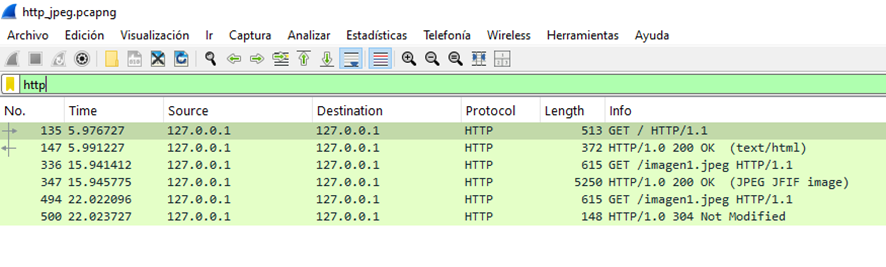 http_jpeg.pcapng
Archivo Edición Visualización Ir Captura Analizar Estadísticas Telefonía Wireless Herramientas Ayuda
http
No. Time Source Destination Protocol Length Info
135 5.976727 127.0.0.1 127.0.0.1 HTTP 513 GET / HTTP/1.1
147 5.991227 127.0.0.1 127.0.0.1 HTTP 372 HTTP/1.0 200 OK (text/html)
336 15.941412 127.0.0.1 127.0.0.1 HTTP 615 GET /imagen1.jpeg HTTP/1.1
347 15.945775 127.0.0.1 127.0.0.1 HTTP 5250 HTTP/1.0 200 OK (JPEG JFIF image)
494 22.022096 127.0.0.1 127.0.0.1 HTTP 615 GET /imagen1.jpeg HTTP/1.1
500 22.023727 127.0.0.1 127.0.0.1 HTTP 148 HTTP/1.0 304 Not Modified